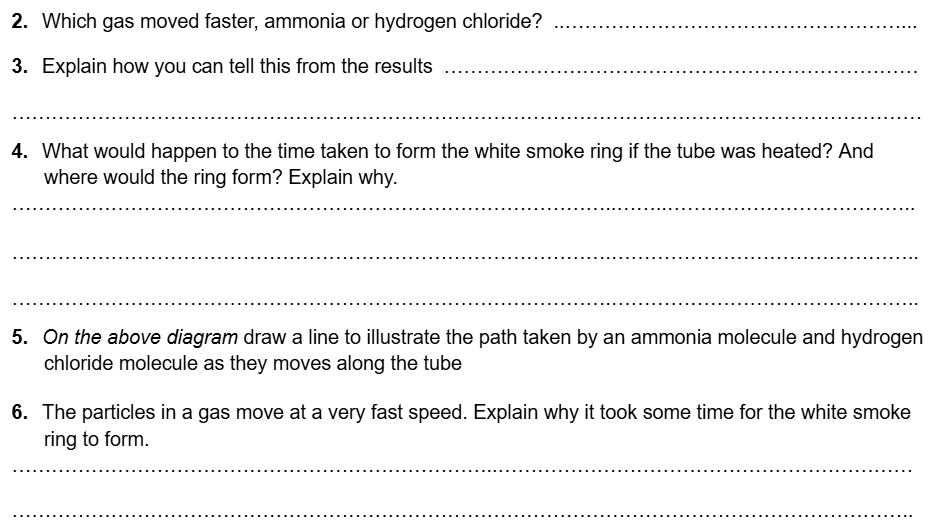 2. Which gas moved faster, ammonia or hydrogen chloride? ..……………………………………………...
3. Explain how you can tell this from the results ………………………………………………………………
…………………………………………………………………………………………………………………………
4. What would happen to the time taken to form the white smoke ring if the tube was heated? And
where would the ring form? Explain why.
………………………………………………………………………………..……..………………………………..
………………………………………………………………………………..………………………………………..
………………………………………………………………………………..………………………………………..
5. On the above diagram draw a line to illustrate the path taken by an ammonia molecule and hydrogen
chloride molecule as they moves along the tube
6. The particles in a gas move at a very fast speed. Explain why it took some time for the white smoke
ring to form.
………………………………………………………………..………………………………………………………
………………………………………………………………………………………………………………………..